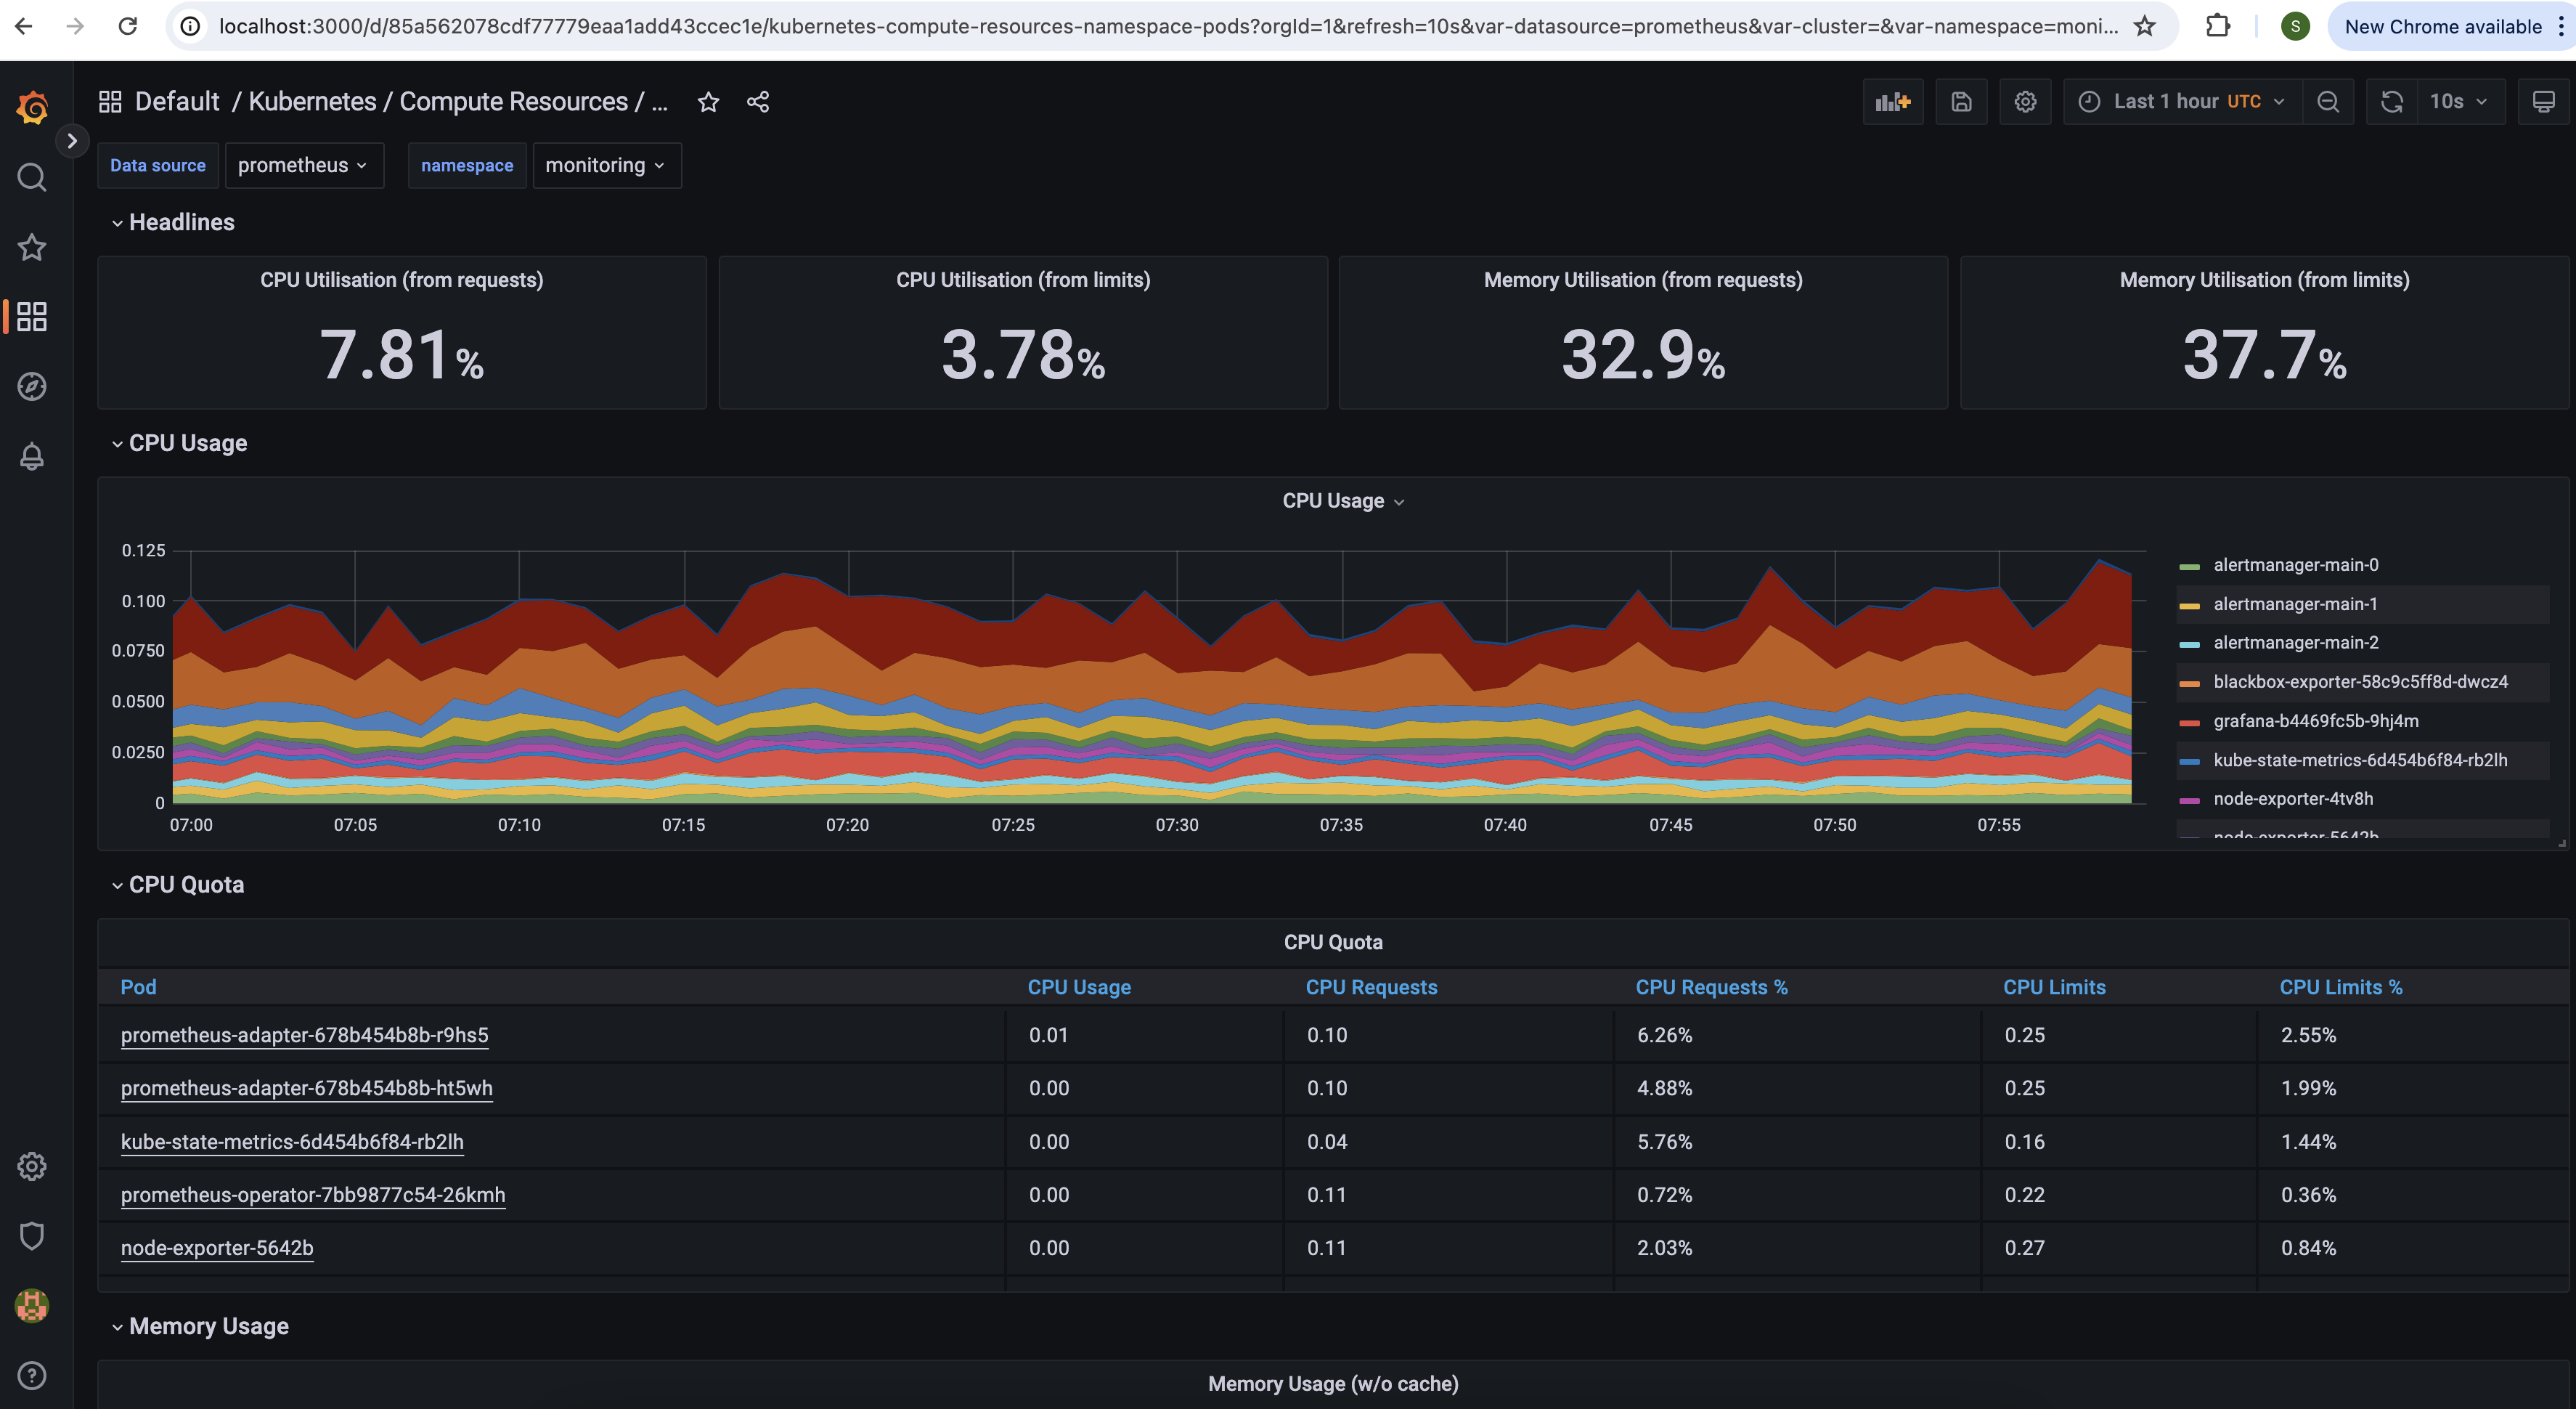 localhost:3000/d/85a562078cdf77779eaa1add43ccec1e/kubernetes-compute-resources-namespace-pods?orgId=1&refresh=10s&var-datasource=prometheus&var-cluster=&var-namespace=moni...
S
New Chrome available
Default / Kubernetes / Compute Resources / ...
Last 1 hour UTC
10s
Data source
prometheus
namespace
monitoring
Headlines
CPU Utilisation (from requests)
7.81%
CPU Utilisation (from limits)
3.78%
Memory Utilisation (from requests)
32.9%
Memory Utilisation (from limits)
37.7%
CPU Usage
CPU Usage
0.125
0.100
0.0750
0.0500
0.0250
0
07:00 07:05 07:10 07:15 07:20 07:25 07:30 07:35 07:40 07:45 07:50 07:55
alertmanager-main-0
alertmanager-main-1
alertmanager-main-2
blackbox-exporter-58c9c5ff8d-dwcz4
grafana-b4469fc5b-9hj4m
kube-state-metrics-6d454b6f84-rb2lh
node-exporter-4tv8h
node-exporter-5642b
CPU Quota
CPU Quota
Pod CPU Usage CPU Requests CPU Requests % CPU Limits CPU Limits %
prometheus-adapter-678b454b8b-r9hs5 0.01 0.10 6.26% 0.25 2.55%
prometheus-adapter-678b454b8b-ht5wh 0.00 0.10 4.88% 0.25 1.99%
kube-state-metrics-6d454b6f84-rb2lh 0.00 0.04 5.76% 0.16 1.44%
prometheus-operator-7bb9877c54-26kmh 0.00 0.11 0.72% 0.22 0.36%
node-exporter-5642b 0.00 0.11 2.03% 0.27 0.84%
Memory Usage
Memory Usage (w/o cache)